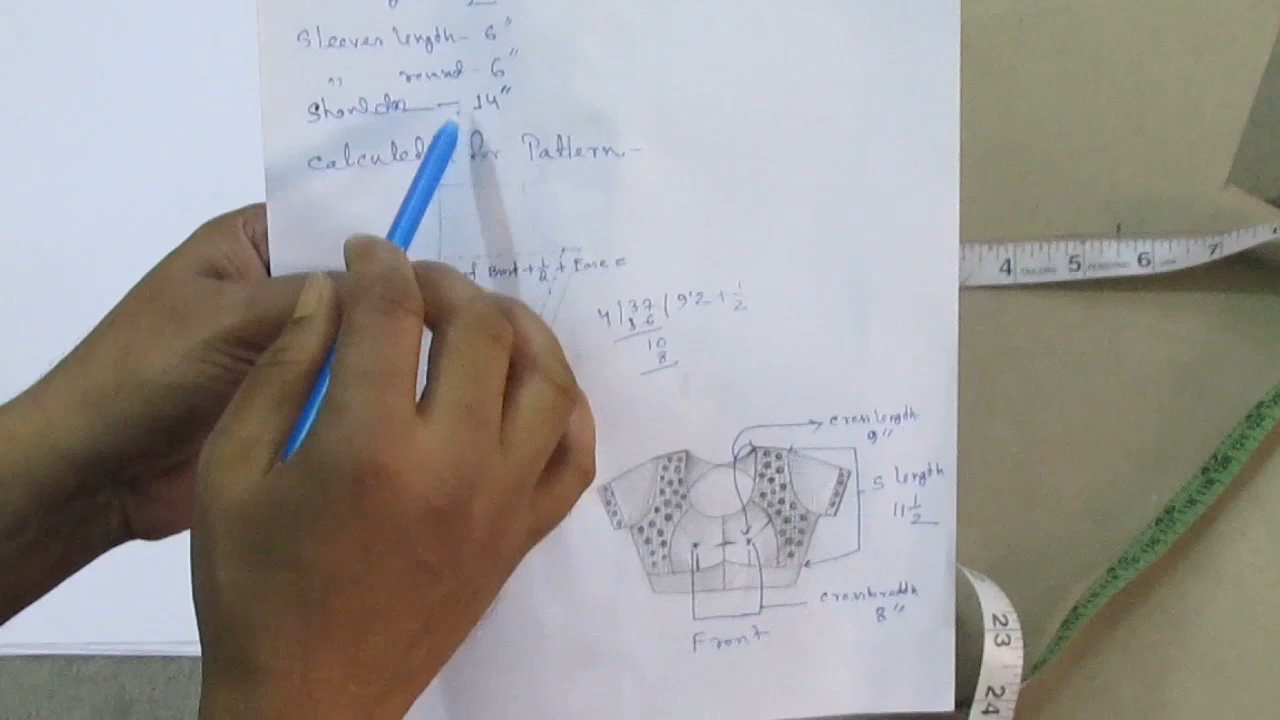 Sleeves length - 6"
" round - 6"
Shoulder — 14"
for Pattern -
of Bust + 1/2 + Ease =
4 | 37 | 9'2 + 1/2
36
10
8
cross length
9"
S length
11 1/2
cross breadth
8"
Front
4 5 6 7
23
24